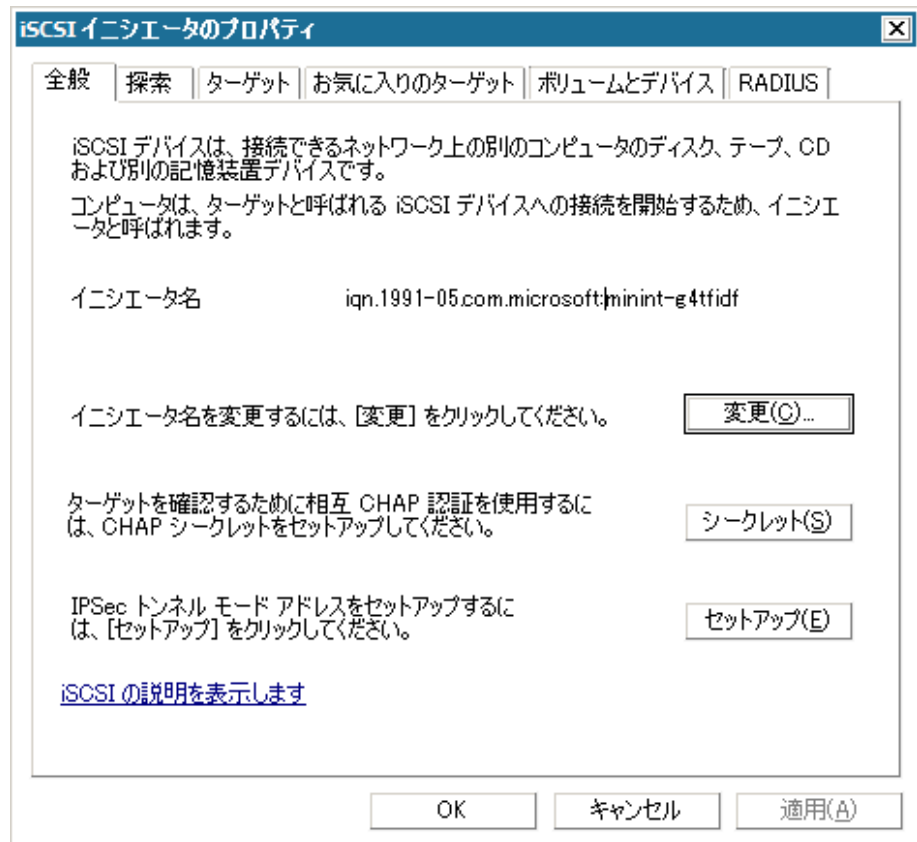 iSCSI イニシエータのプロパティ
全般 探索 ターゲット お気に入りのターゲット ボリュームとデバイス RADIUS
iSCSI デバイスは、接続できるネットワーク上の別のコンピュータのディスク、テープ、CD
および別の記憶装置デバイスです。
コンピュータは、ターゲットと呼ばれる iSCSI デバイスへの接続を開始するため、イニシエ
ータと呼ばれます。
イニシエータ名 iqn.1991-05.com.microsoft:minint-g4tfidf
イニシエータ名を変更するには、[変更] をクリックしてください。 変更(C)...
ターゲットを確認するために相互 CHAP 認証を使用するに
は、CHAP シークレットをセットアップしてください。
シークレット(S)
IPSec トンネル モード アドレスをセットアップするに
は、[セットアップ] をクリックしてください。
セットアップ(E)
iSCSI の説明を表示します
OK キャンセル 適用(A)